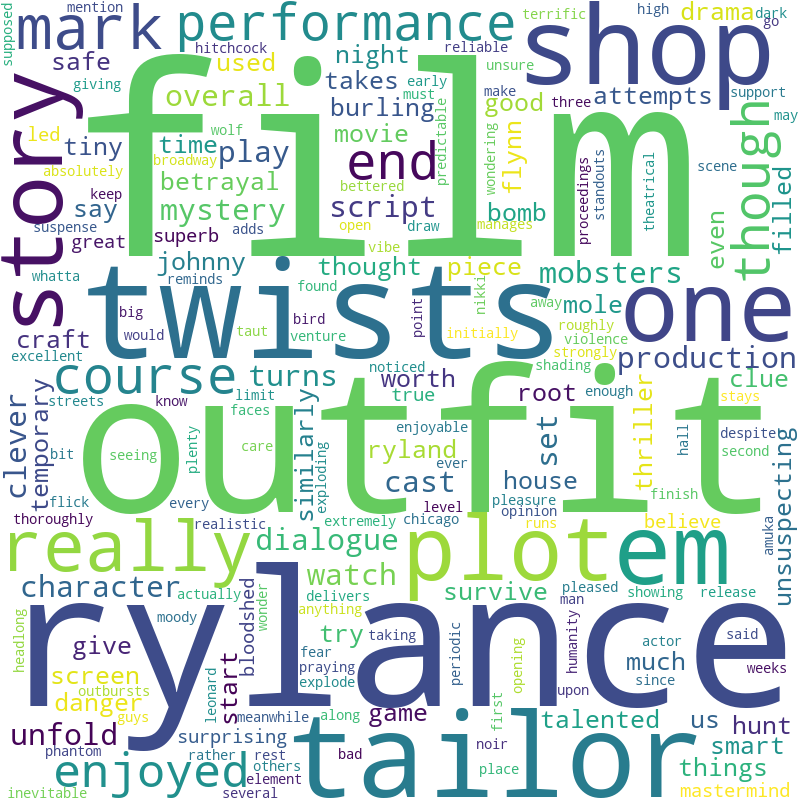 supposed
mention
mark
performance
terrific
high
drama
dark
go
film
shop
hitchcock
night
reliable
unsure
safe
used
giving
takes
early
make
three
support
may
story
overall
burling
must
good
attempts
led
wolf
time
movie
flynn
though
tiny
broadway
play
end
predictable
wondering
proceedings
standouts
scene
theatrical
absolutely
betrayal
bettered
keep
say
mystery
script
bomb
filled
suspense
adds
open
draw
manages
even
great
superb
vibe
johnny
thought
piece
mobsters
one
whatta
reminds
found
nikki
away
mole
big
twists
bird
venture
point
craft
would
taut
initially
roughly
violence
excellent
strongly
production
course
turns
worth
root
shading
clue
clever
temporary
streets
know
limit
true
noticed
enjoyable
enough
stays
outfit
faces
similarly
exploding
set
thriller
hall
despite
second
bit
seeing
plenty
care
ryland
ever
house
unsuspecting
flick
every
cast
pleasure
finish
thoroughly
realistic
level
chicago
opinion
extremely
runs
believe
amuka
really
dialogue
plot
em
character
actually
wonder
watch
delivers
survive
pleased
showing
release
headlong
moody
rylance
bloodshed
anything
man
give
try
taking
periodic
humanity
actor
said
screen
start
fear
praying
much
since
weeks
danger
outbursts
leonard
explode
upon
guys
meanwhile
along
game
first
opening
talented
us
hunt
unfold
surprising
tailor
noir
smart
phantom
rather
rest
bad
place
things
enjoyed
others
element
inevitable
several
mastermind